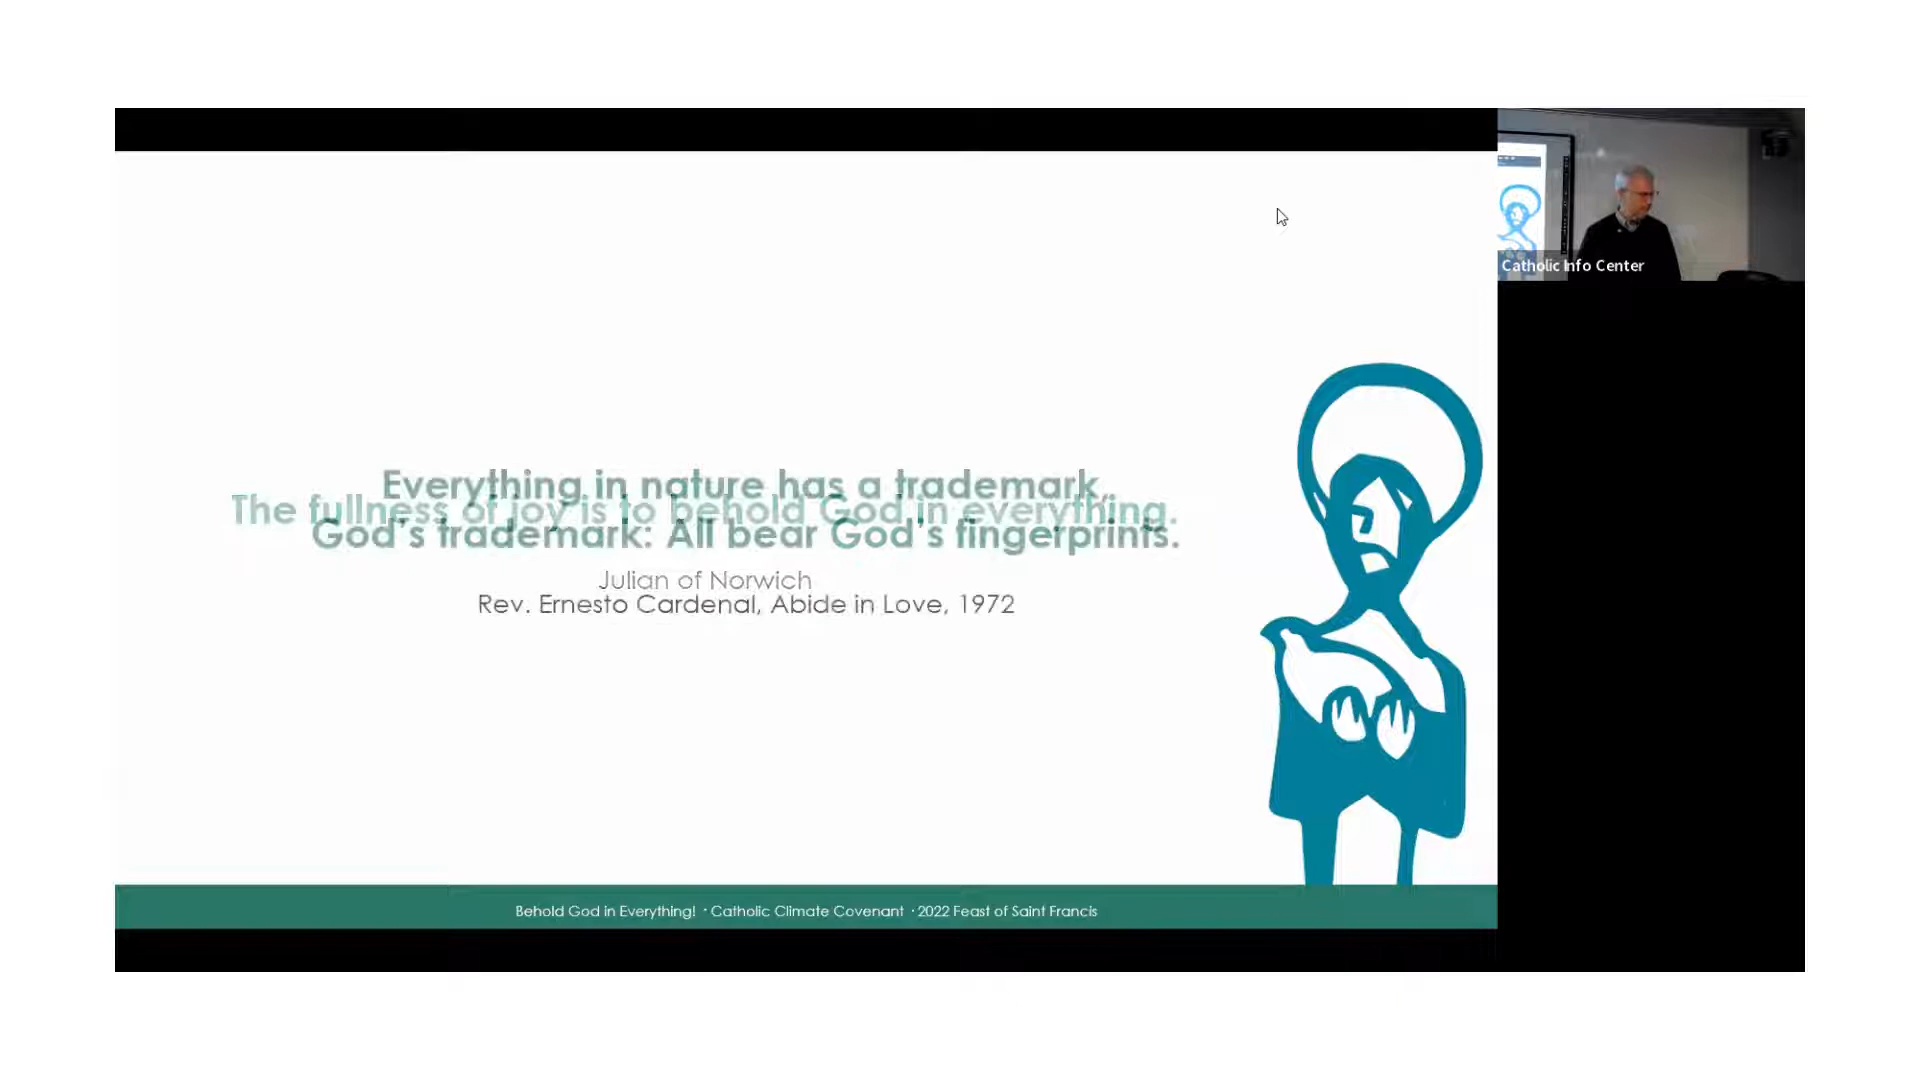 Everything in nature has a trademark,
The fullness of joy is to behold God in everything.
God's trademark: All bear God's fingerprints.
Julian of Norwich
Rev. Ernesto Cardenal, Abide in Love, 1972
Catholic Info Center
Behold God in Everything! · Catholic Climate Covenant · 2022 Feast of Saint Francis